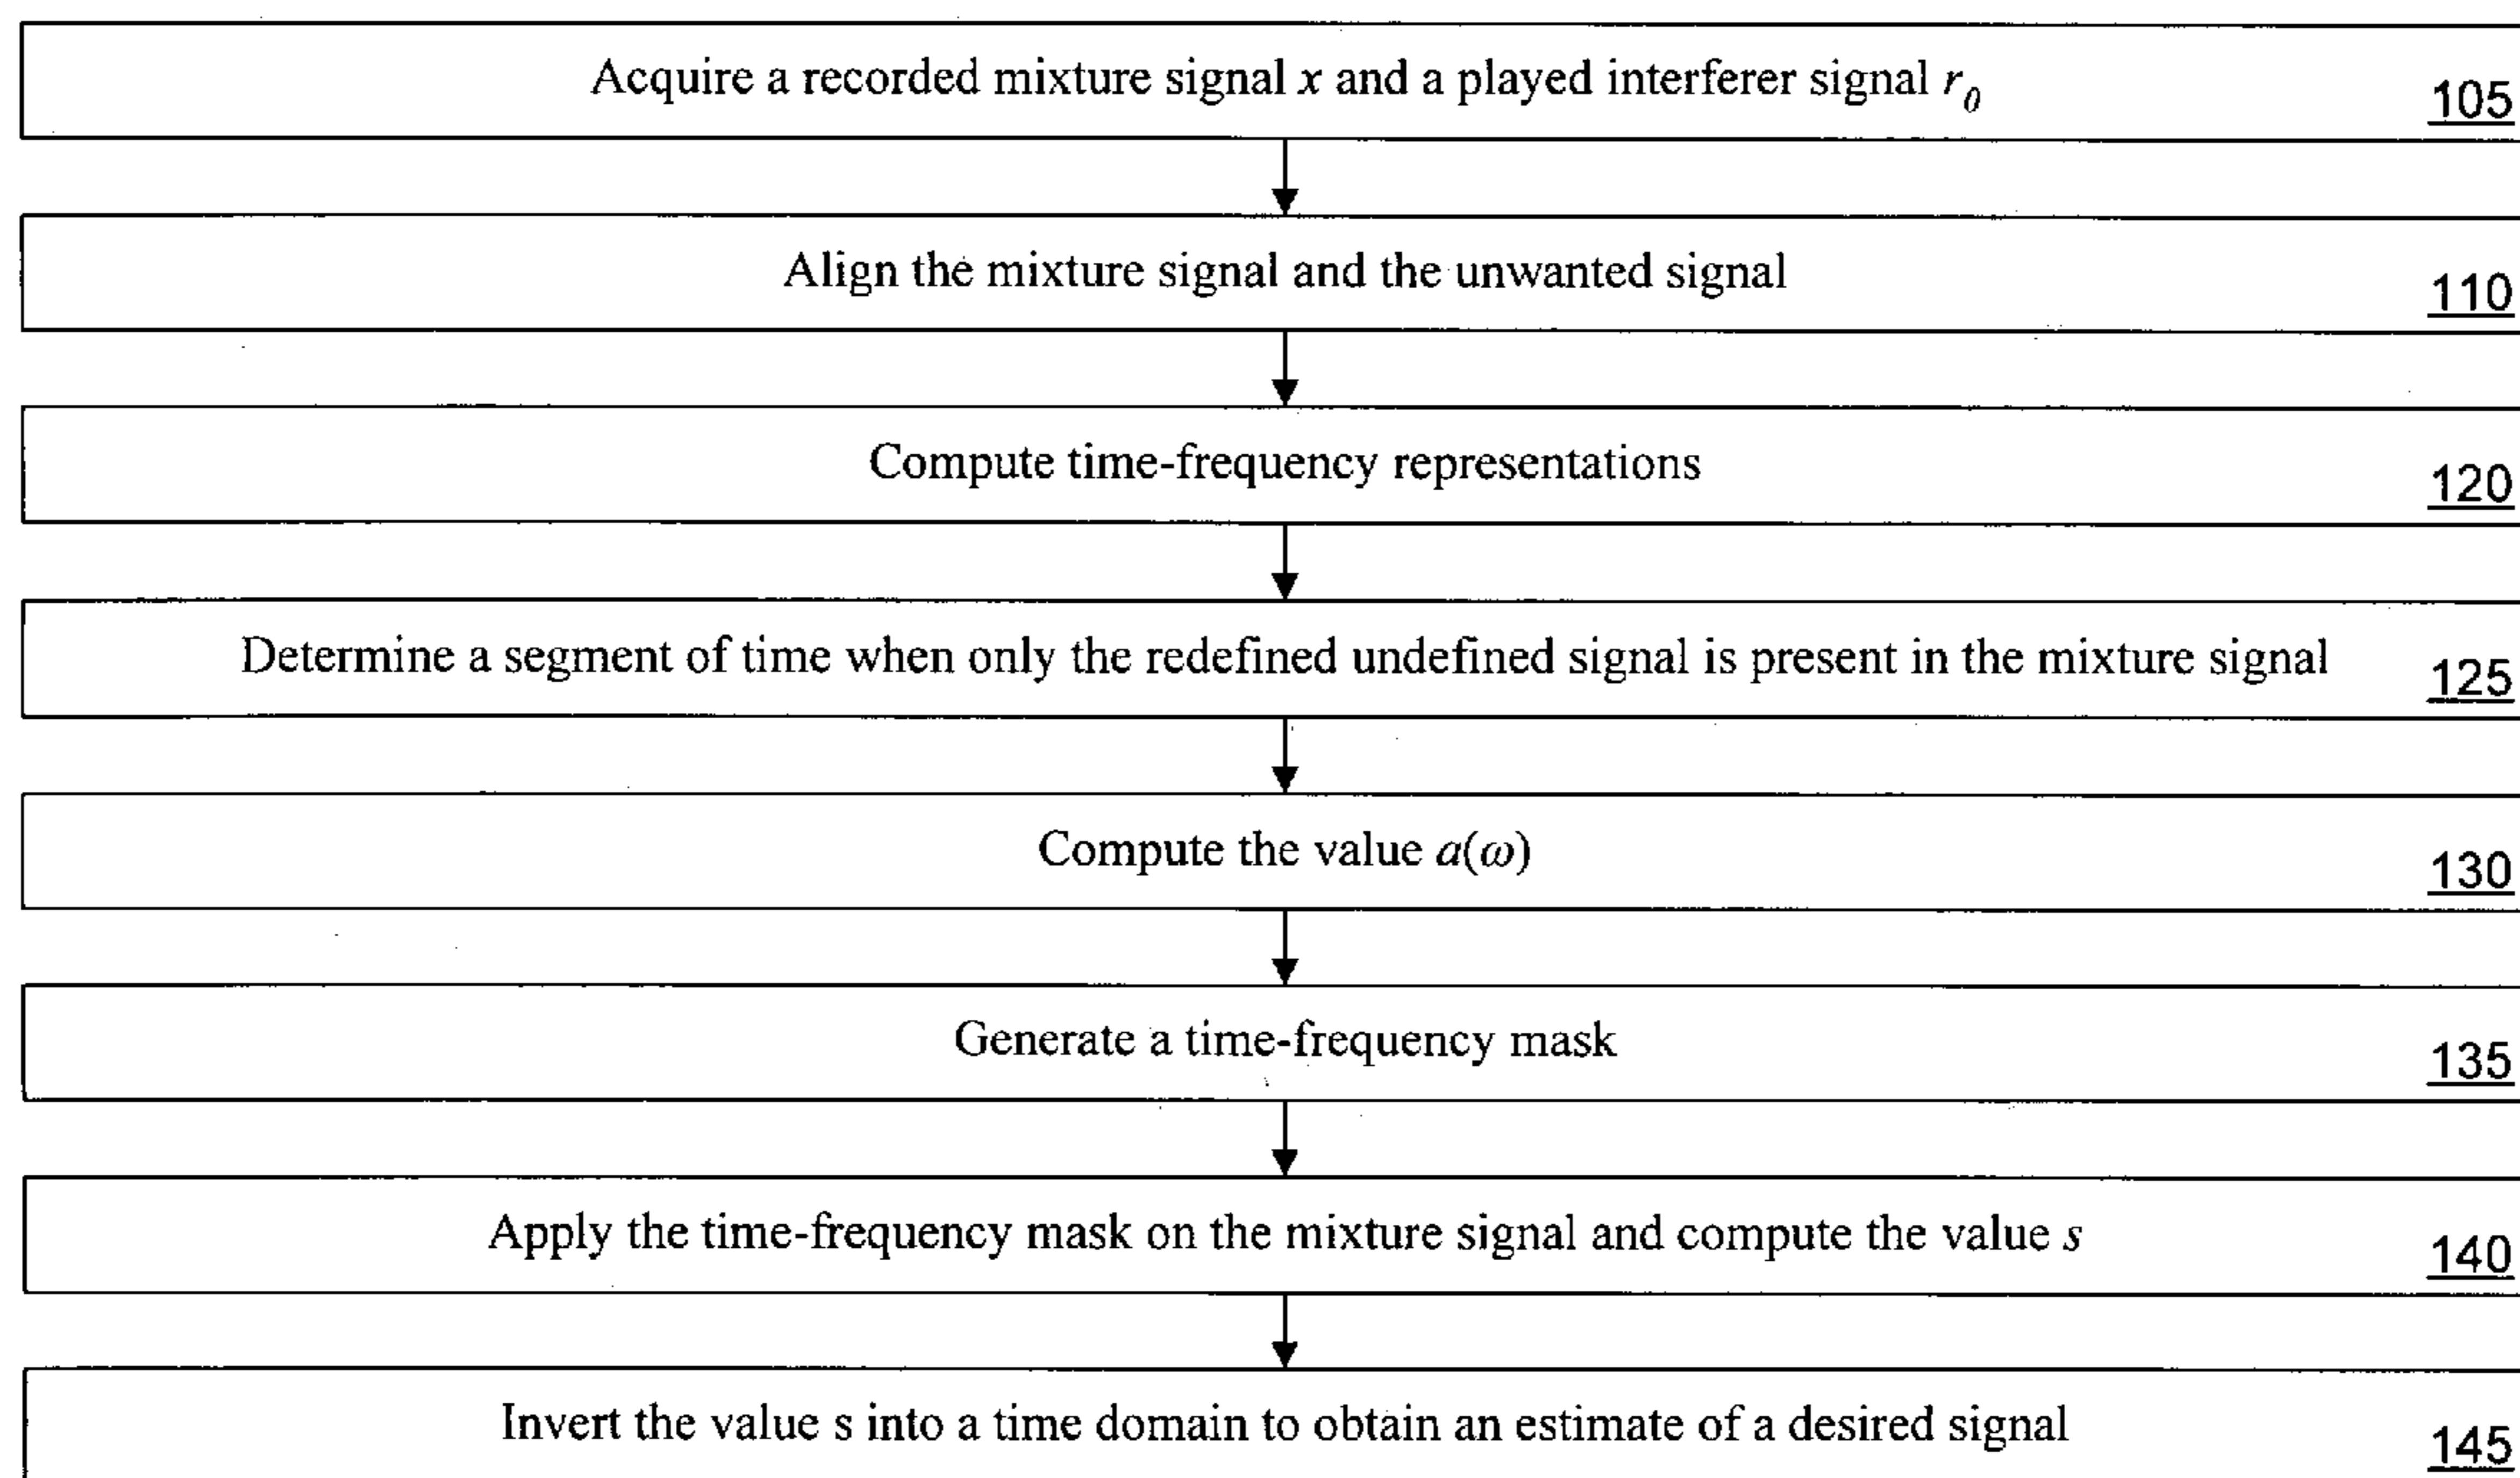 Acquire a recorded mixture signal x and a played interferer signal r₀
105
Align the mixture signal and the unwanted signal
110
Compute time-frequency representations
120
Determine a segment of time when only the redefined undefined signal is present in the mixture signal
125
Compute the value a(ω)
130
Generate a time-frequency mask
135
Apply the time-frequency mask on the mixture signal and compute the value s
140
Invert the value s into a time domain to obtain an estimate of a desired signal
145